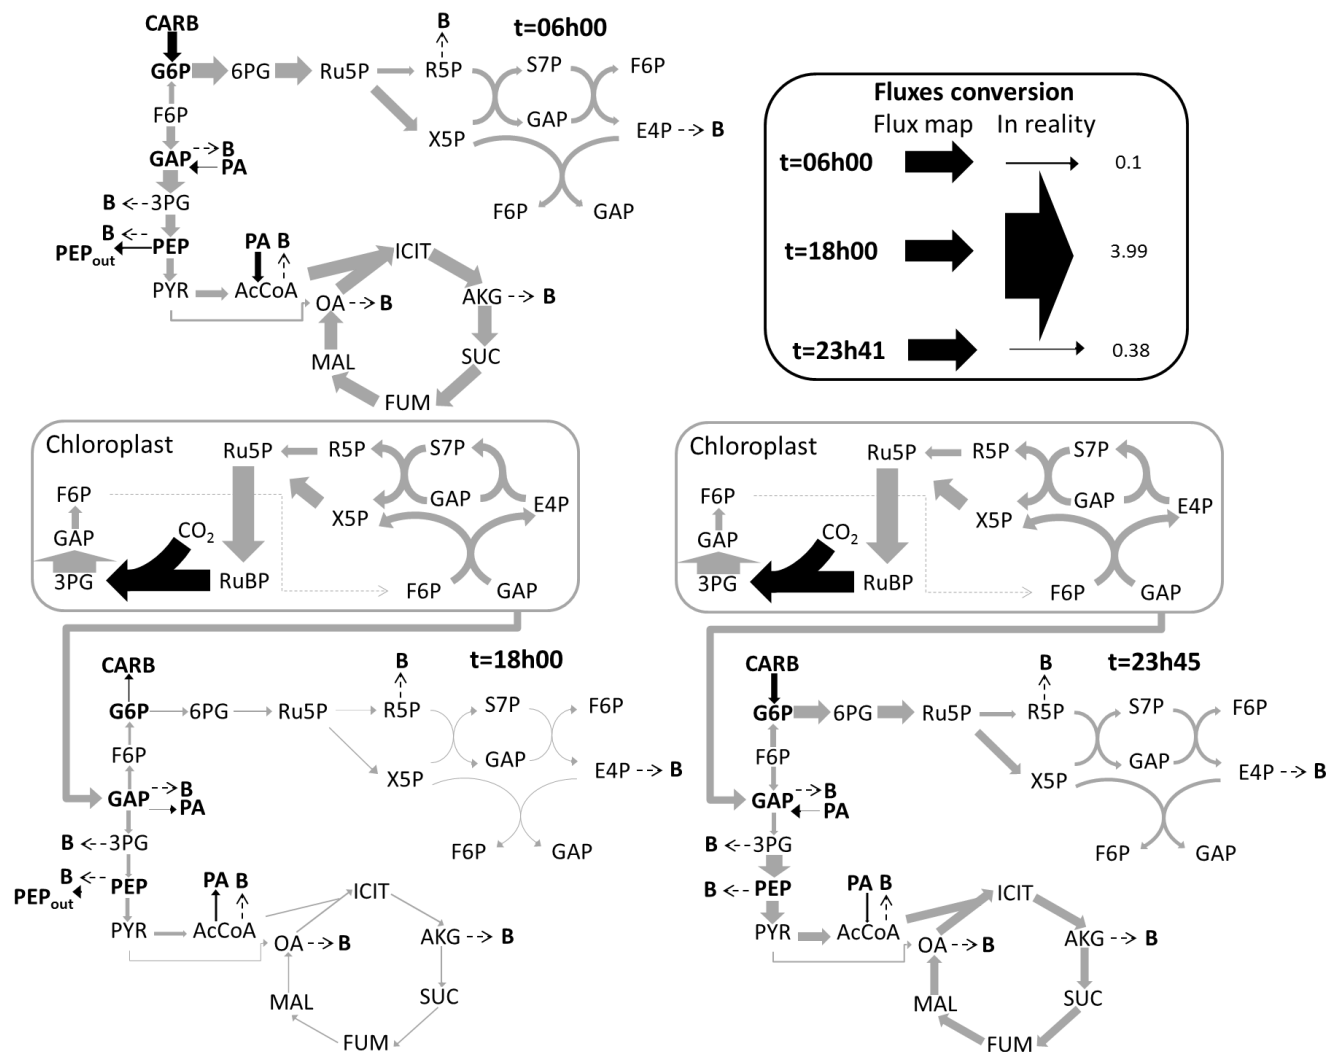 CARB
B
t=06h00
G6P
6PG
Ru5P
R5P
S7P
F6P
F6P
X5P
GAP
E4P
B
GAP
B
PA
B
3PG
F6P
GAP
B
PEP
PEPout
PA
B
ICIT
PYR
AcCoA
OA
B
AKG
B
MAL
SUC
FUM
Fluxes conversion
Flux map
In reality
t=06h00
0.1
t=18h00
3.99
t=23h41
0.38
Chloroplast
Ru5P
R5P
S7P
F6P
GAP
E4P
X5P
CO2
GAP
3PG
RuBP
F6P
GAP
CARB
B
t=18h00
G6P
6PG
Ru5P
R5P
S7P
F6P
F6P
X5P
GAP
E4P
B
GAP
B
PA
B
3PG
F6P
GAP
B
PEP
PEPout
PA
B
ICIT
PYR
AcCoA
OA
B
AKG
B
MAL
SUC
FUM
Chloroplast
Ru5P
R5P
S7P
F6P
GAP
E4P
X5P
CO2
GAP
3PG
RuBP
F6P
GAP
CARB
B
t=23h45
G6P
6PG
Ru5P
R5P
S7P
F6P
F6P
X5P
GAP
E4P
B
GAP
B
PA
B
3PG
F6P
GAP
B
PEP
PA
B
ICIT
PYR
AcCoA
OA
B
AKG
B
MAL
SUC
FUM